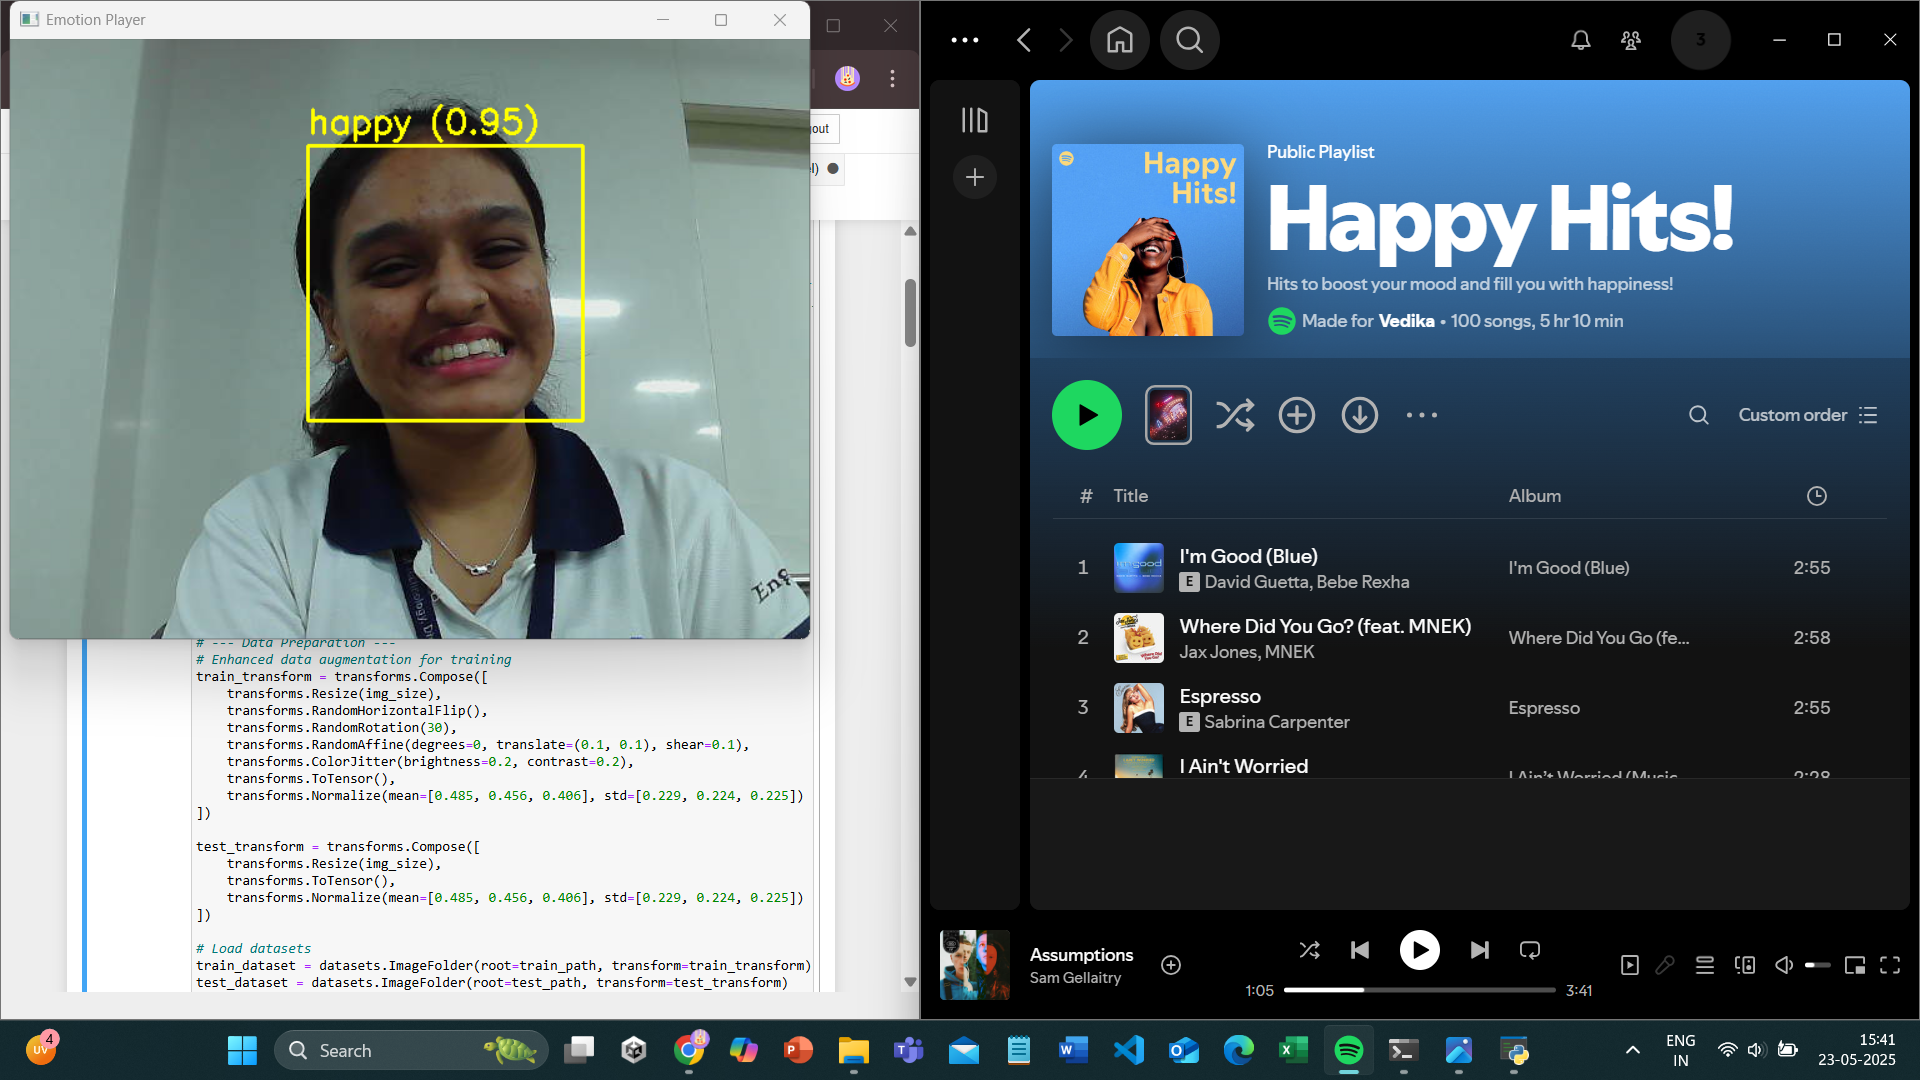 Emotion Player
happy (0.95)
out
l)
Eng
# --- Data Preparation ---
# Enhanced data augmentation for training
train_transform = transforms.Compose([
transforms.Resize(img_size),
transforms.RandomHorizontalFlip(),
transforms.RandomRotation(30),
transforms.RandomAffine(degrees=0, translate=(0.1, 0.1), shear=0.1),
transforms.ColorJitter(brightness=0.2, contrast=0.2),
transforms.ToTensor(),
transforms.Normalize(mean=[0.485, 0.456, 0.406], std=[0.229, 0.224, 0.225])
])
test_transform = transforms.Compose([
transforms.Resize(img_size),
transforms.ToTensor(),
transforms.Normalize(mean=[0.485, 0.456, 0.406], std=[0.229, 0.224, 0.225])
])
# Load datasets
train_dataset = datasets.ImageFolder(root=train_path, transform=train_transform)
test_dataset = datasets.ImageFolder(root=test_path, transform=test_transform)
3
Happy
Hits!
Public Playlist
Happy Hits!
Hits to boost your mood and fill you with happiness!
Made for Vedika • 100 songs, 5 hr 10 min
Custom order
# Title Album
1 I'm Good (Blue) I'm Good (Blue) 2:55
E David Guetta, Bebe Rexha
2 Where Did You Go? (feat. MNEK) Where Did You Go (fe... 2:58
Jax Jones, MNEK
3 Espresso Espresso 2:55
E Sabrina Carpenter
4 I Ain't Worried I Ain't Worried (Music 2:28
Assumptions
Sam Gellaitry
1:05 3:41
4
UV
Search
ENG
IN
15:41
23-05-2025